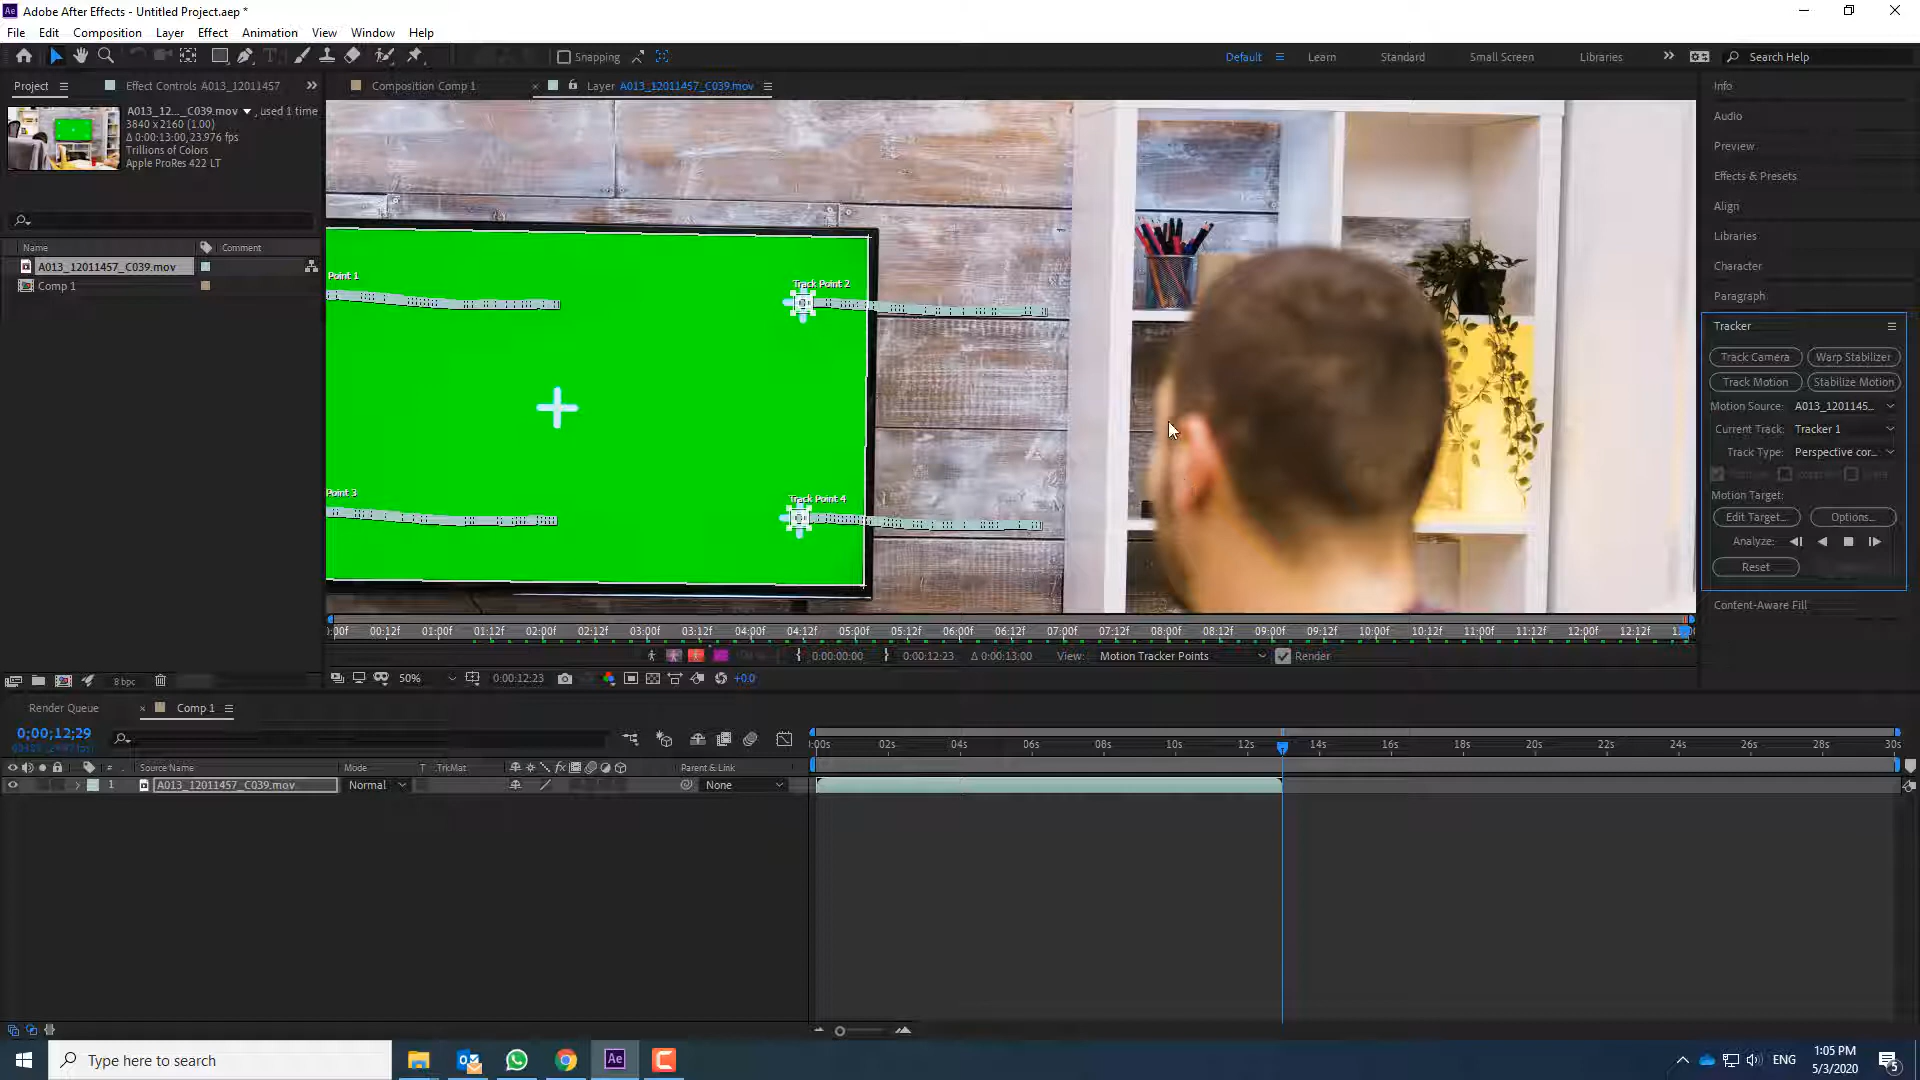 Adobe After Effects - Untitled Project.aep *
File Edit Composition Layer Effect Animation View Window Help
Snapping
Default Learn Standard Small Screen Libraries Search Help
Project Effect Controls A013_12011457
Composition Comp 1 Layer A013_12011457_C039.mov
A013_12..._C039.mov , used 1 time
3840 x 2160 (1.00)
Δ 0:00:13:00, 23.976 fps
Trillions of Colors
Apple ProRes 422 LT
Name Comment
A013_12011457_C039.mov
Comp 1
8 bpc
Point 1
Track Point 2
Point 3
Track Point 4
:00f 00:12f 01:00f 01:12f 02:00f 02:12f 03:00f 03:12f 04:00f 04:12f 05:00f 05:12f 06:00f 06:12f 07:00f 07:12f 08:00f 08:12f 09:00f 09:12f 10:00f 10:12f 11:00f 11:12f 12:00f 12:12f
0:00:00:00 0:00:12:23 Δ 0:00:13:00 View: Motion Tracker Points Render
50% 0:00:12:23 +0.0
Info
Audio
Preview
Effects & Presets
Align
Libraries
Character
Paragraph
Tracker
Track Camera Warp Stabilizer
Track Motion Stabilize Motion
Motion Source: A013_1201145...
Current Track: Tracker 1
Track Type: Perspective cor...
Motion Target:
Edit Target... Options...
Analyze:
Reset
Content-Aware Fill
Render Queue Comp 1
0;00;12;29
:00s 02s 04s 06s 08s 10s 12s 14s 16s 18s 20s 22s 24s 26s 28s 30s
# Source Name Mode T .TrkMat Parent & Link
1 A013_12011457_C039.mov Normal None
Type here to search
Ae
ENG
1:05 PM
5/3/2020
5